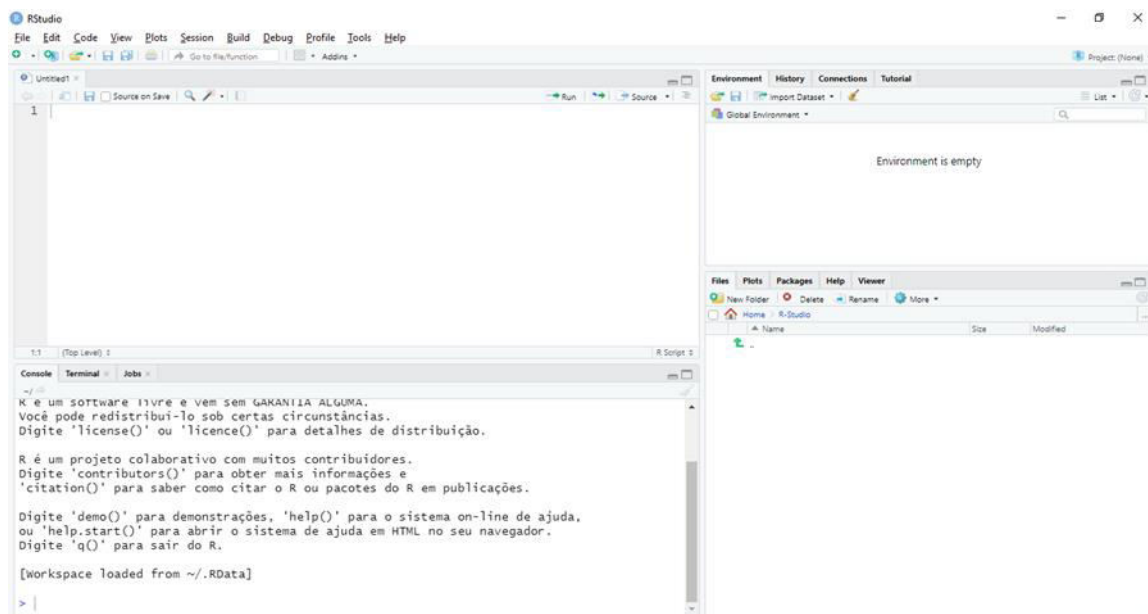 RStudio
File Edit Code View Plots Session Build Debug Profile Tools Help
Go to file/function Addins Project: (None)
Untitled1
Source on Save Run Source
1
1:1 (Top Level) R Script
Console Terminal Jobs
~/
R é um software livre e vem sem GARANTIA ALGUMA.
Você pode redistribuí-lo sob certas circunstâncias.
Digite 'license()' ou 'licence()' para detalhes de distribuição.
R é um projeto colaborativo com muitos contribuidores.
Digite 'contributors()' para obter mais informações e
'citation()' para saber como citar o R ou pacotes do R em publicações.
Digite 'demo()' para demonstrações, 'help()' para o sistema on-line de ajuda,
ou 'help.start()' para abrir o sistema de ajuda em HTML no seu navegador.
Digite 'q()' para sair do R.
[Workspace loaded from ~/.RData]
>
Environment History Connections Tutorial
Import Dataset List
Global Environment
Environment is empty
Files Plots Packages Help Viewer
New Folder Delete Rename More
Home R-Studio
Name Size Modified
..